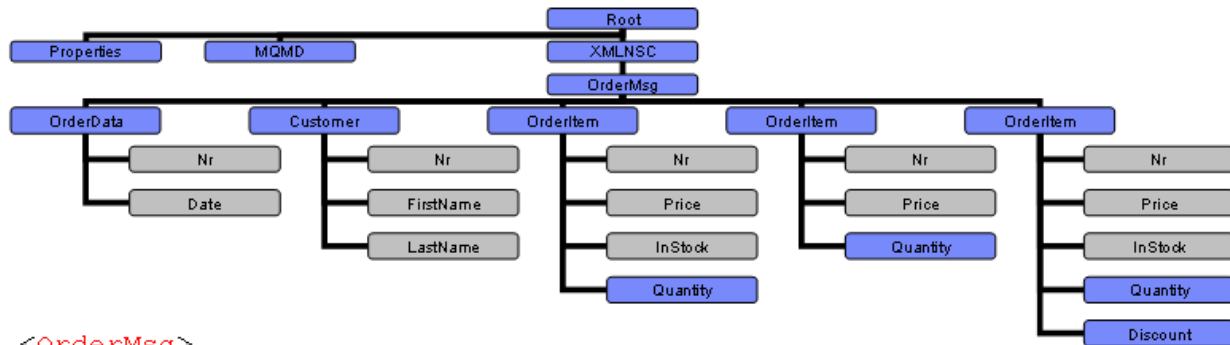 Root
Properties MQMD XMLNSC
OrderMsg
OrderData Customer OrderItem OrderItem OrderItem
Nr Nr Nr Nr Nr
Date FirstName Price Price Price
LastName InStock Quantity InStock
Quantity Quantity
Discount
<OrderMsg>